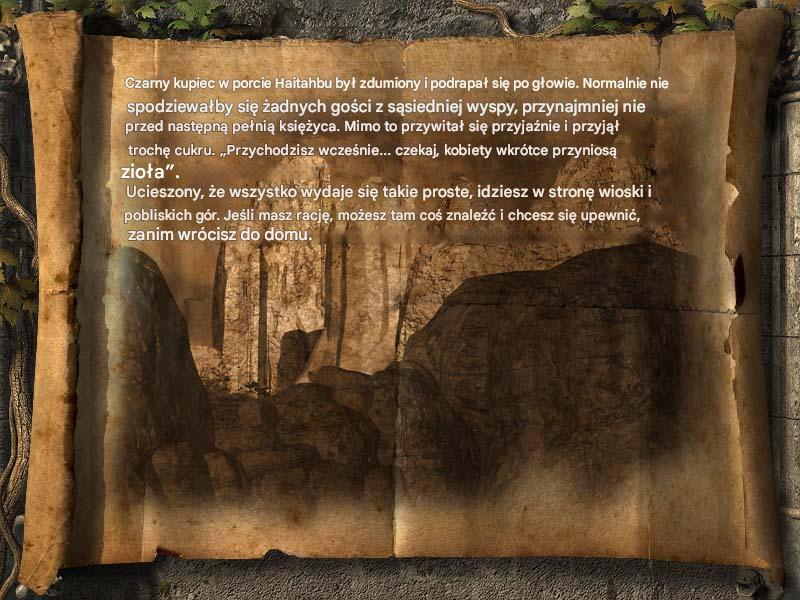 Czarny kupiec w porcie Haitahbu był zdumiony i podrapał się po głowie. Normalnie nie
spodziewałby się żadnych gości z sąsiedniej wyspy, przynajmniej nie
przed następną pełnią księżyca. Mimo to przywitał się przyjaźnie i przyjął
trochę cukru. „Przychodzisz wcześnie... czekaj, kobiety wkrótce przyniosą
zioła”.
Ucieszony, że wszystko wydaje się takie proste, idziesz w stronę wioski i
pobliskich gór. Jeśli masz rację, możesz tam coś znaleźć i chcesz się upewnić,
zanim wrócisz do domu.